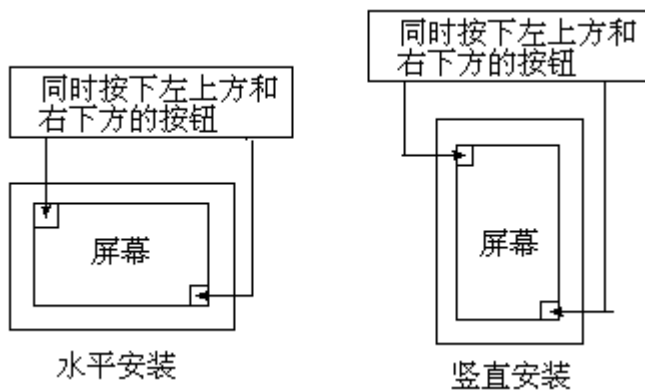 同时按下左上方和
右下方的按钮
屏幕
水平安装
同时按下左上方和
右下方的按钮
屏幕
竖直安装